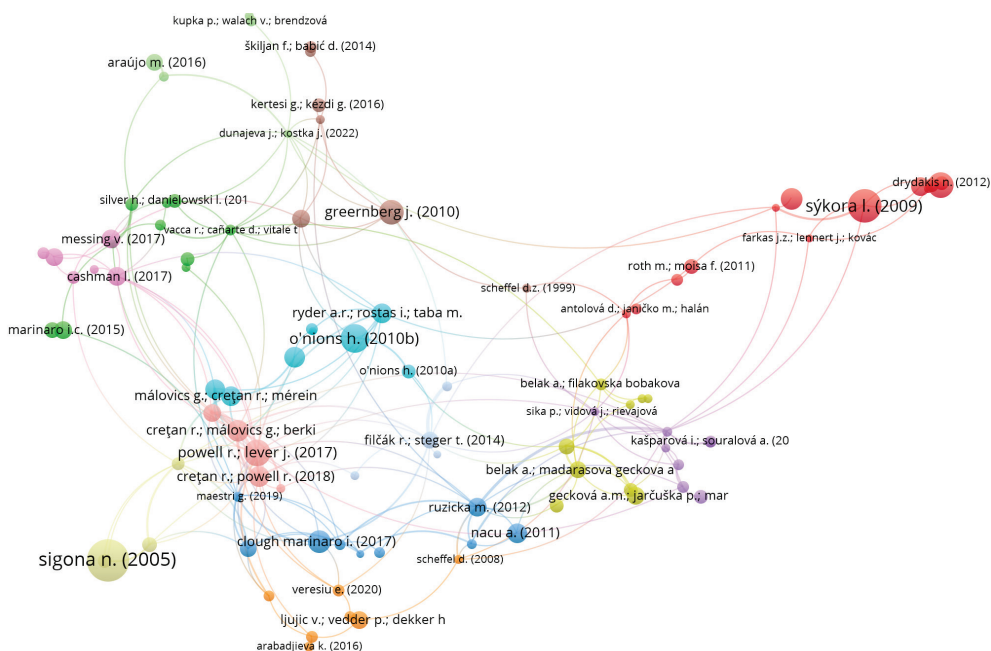 kupka p.; walach v.; brendzová
škiljan f.; babić d. (2014)
araújo m. (2016)
kertesi g.; kézdi g. (2016)
dunajeva j.; kostka j. (2022)
drydakis n. (2012)
silver h.; danielowski l. (201
greernberg j. (2010)
sýkora l. (2009)
vacca r.; cañarte d.; vitale t
messing v. (2017)
farkas j.z.; lennert j.; kovác
roth m.; moisa f. (2011)
cashman l. (2017)
scheffel d.z. (1999)
antolová d.; janičko m.; halán
ryder a.r.; rostas i.; taba m.
marinaro i.c. (2015)
o'nions h. (2010b)
o'nions h. (2010a)
belak a.; filakovska bobakova
málovics g.; creţan r.; mérein
sika p.; vidová j.; rievajová
creţan r.; málovics g.; berki
filčák r.; steger t. (2014)
kašparová i.; souralová a. (20
powell r.; lever j. (2017)
belak a.; madarasova geckova a
creţan r.; powell r. (2018)
maestri g. (2019)
gecková a.m.; jarčuška p.; mar
ruzicka m. (2012)
nacu a. (2011)
clough marinaro i. (2017)
sigona n. (2005)
scheffel d. (2008)
veresiu e. (2020)
ljujic v.; vedder p.; dekker h
arabadjieva k. (2016)